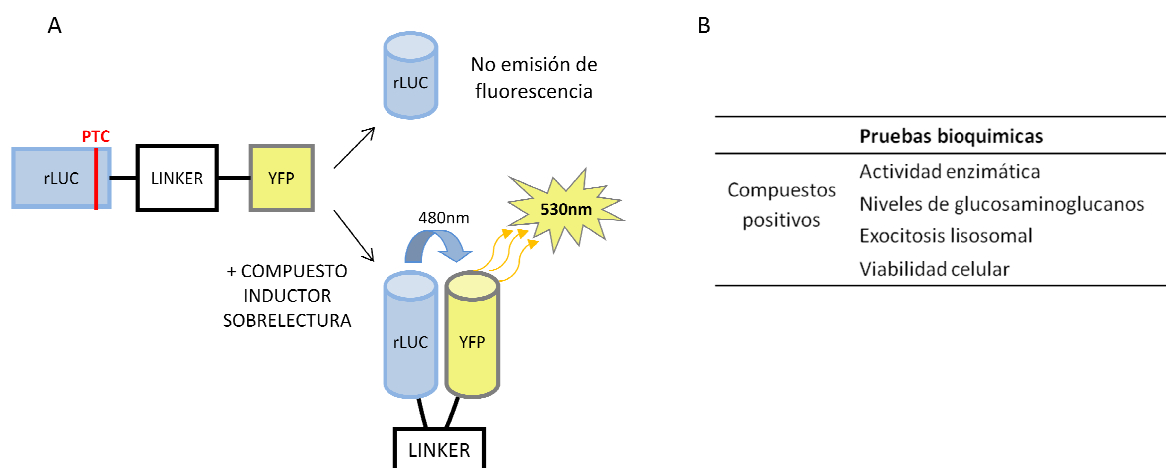 A
rLUC
No emisión de
fluorescencia
PTC
rLUC
LINKER
YFP
480nm
530nm
+ COMPUESTO
INDUCTOR
SOBRELECTURA
rLUC
YFP
LINKER
B
Pruebas bioquimicas
Compuestos
positivos
Actividad enzimática
Niveles de glucosaminoglucanos
Exocitosis lisosomal
Viabilidad celular